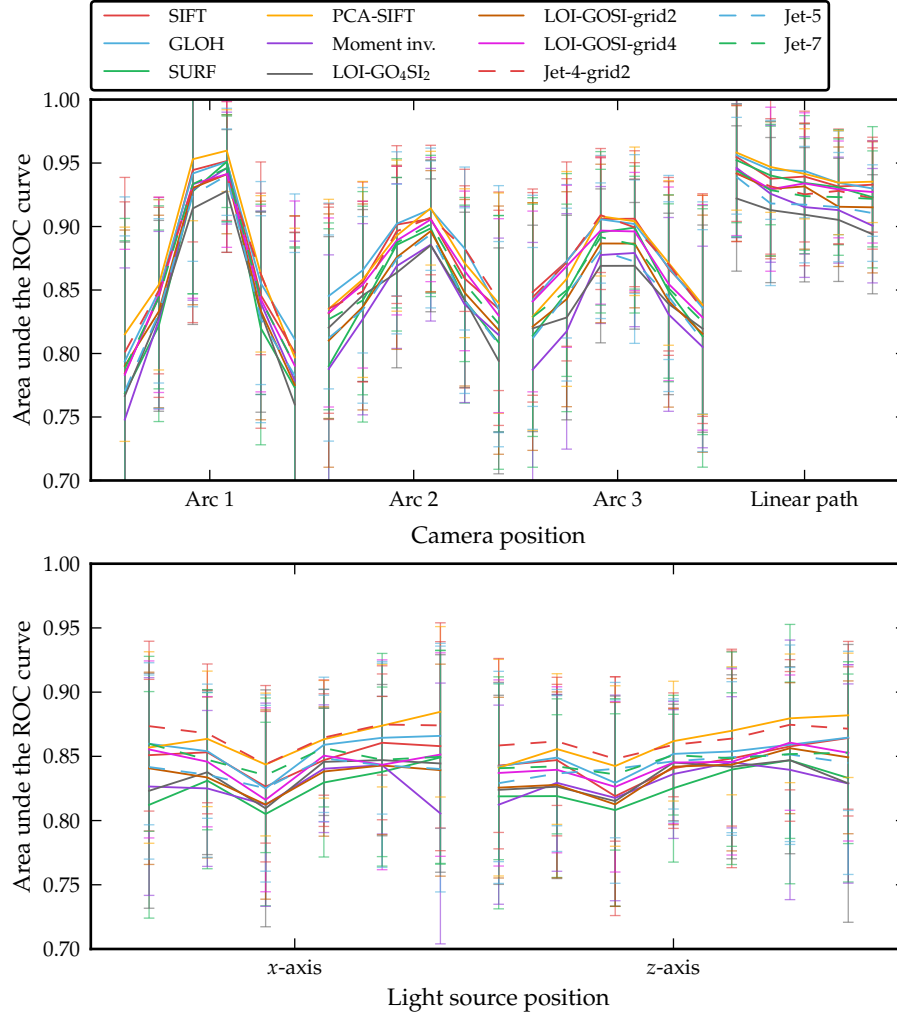 SIFT PCA-SIFT LOI-GOSI-grid2 Jet-5
GLOH Moment inv. LOI-GOSI-grid4 Jet-7
SURF LOI-GO₄SI₂ Jet-4-grid2
1.00
0.95
0.90
0.85
0.80
0.75
0.70
Area unde the ROC curve
Arc 1 Arc 2 Arc 3 Linear path
Camera position
1.00
0.95
0.90
0.85
0.80
0.75
0.70
Area unde the ROC curve
x-axis z-axis
Light source position